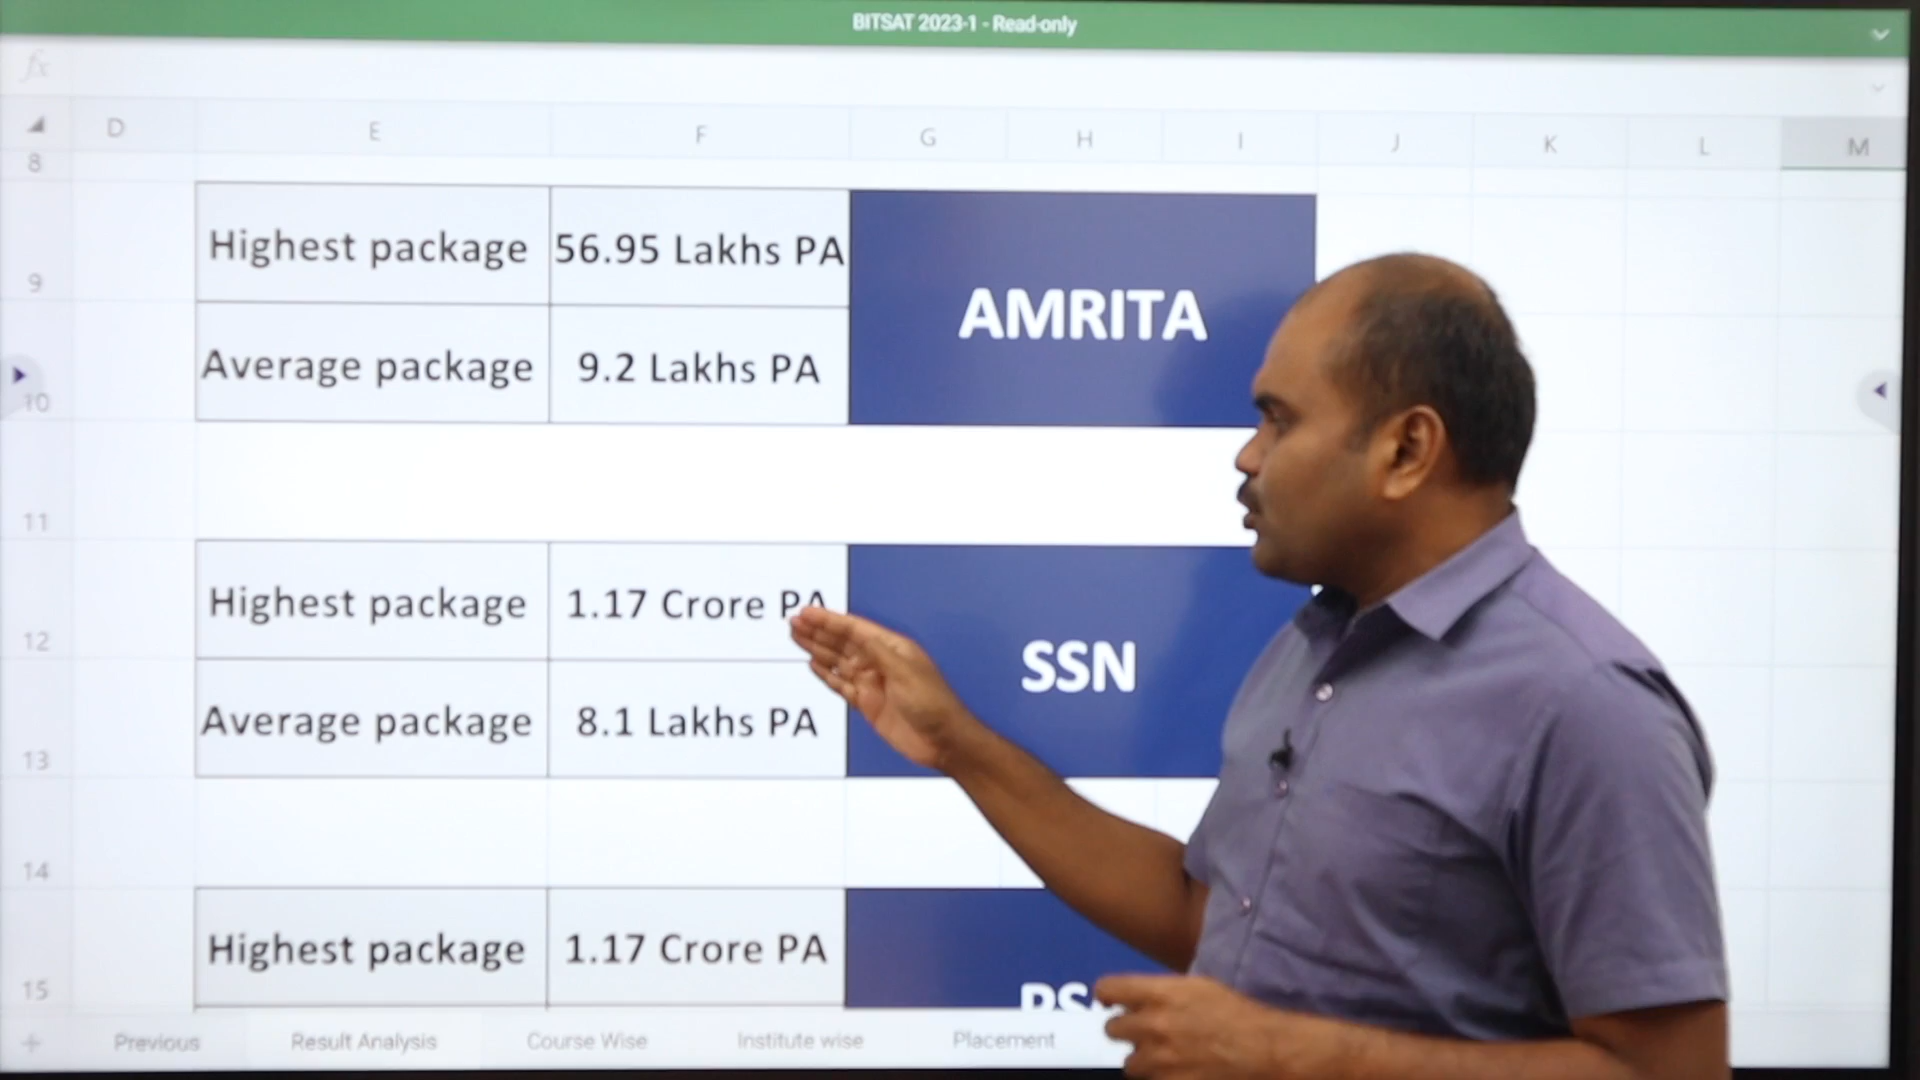 BITSAT 2023-1 - Read-only
fx
D E F G H I J K L M
8
Highest package 56.95 Lakhs PA
9
AMRITA
Average package 9.2 Lakhs PA
10
11
Highest package 1.17 Crore PA
12
SSN
Average package 8.1 Lakhs PA
13
14
Highest package 1.17 Crore PA
15
Previous Result Analysis Course Wise Institute wise Placement